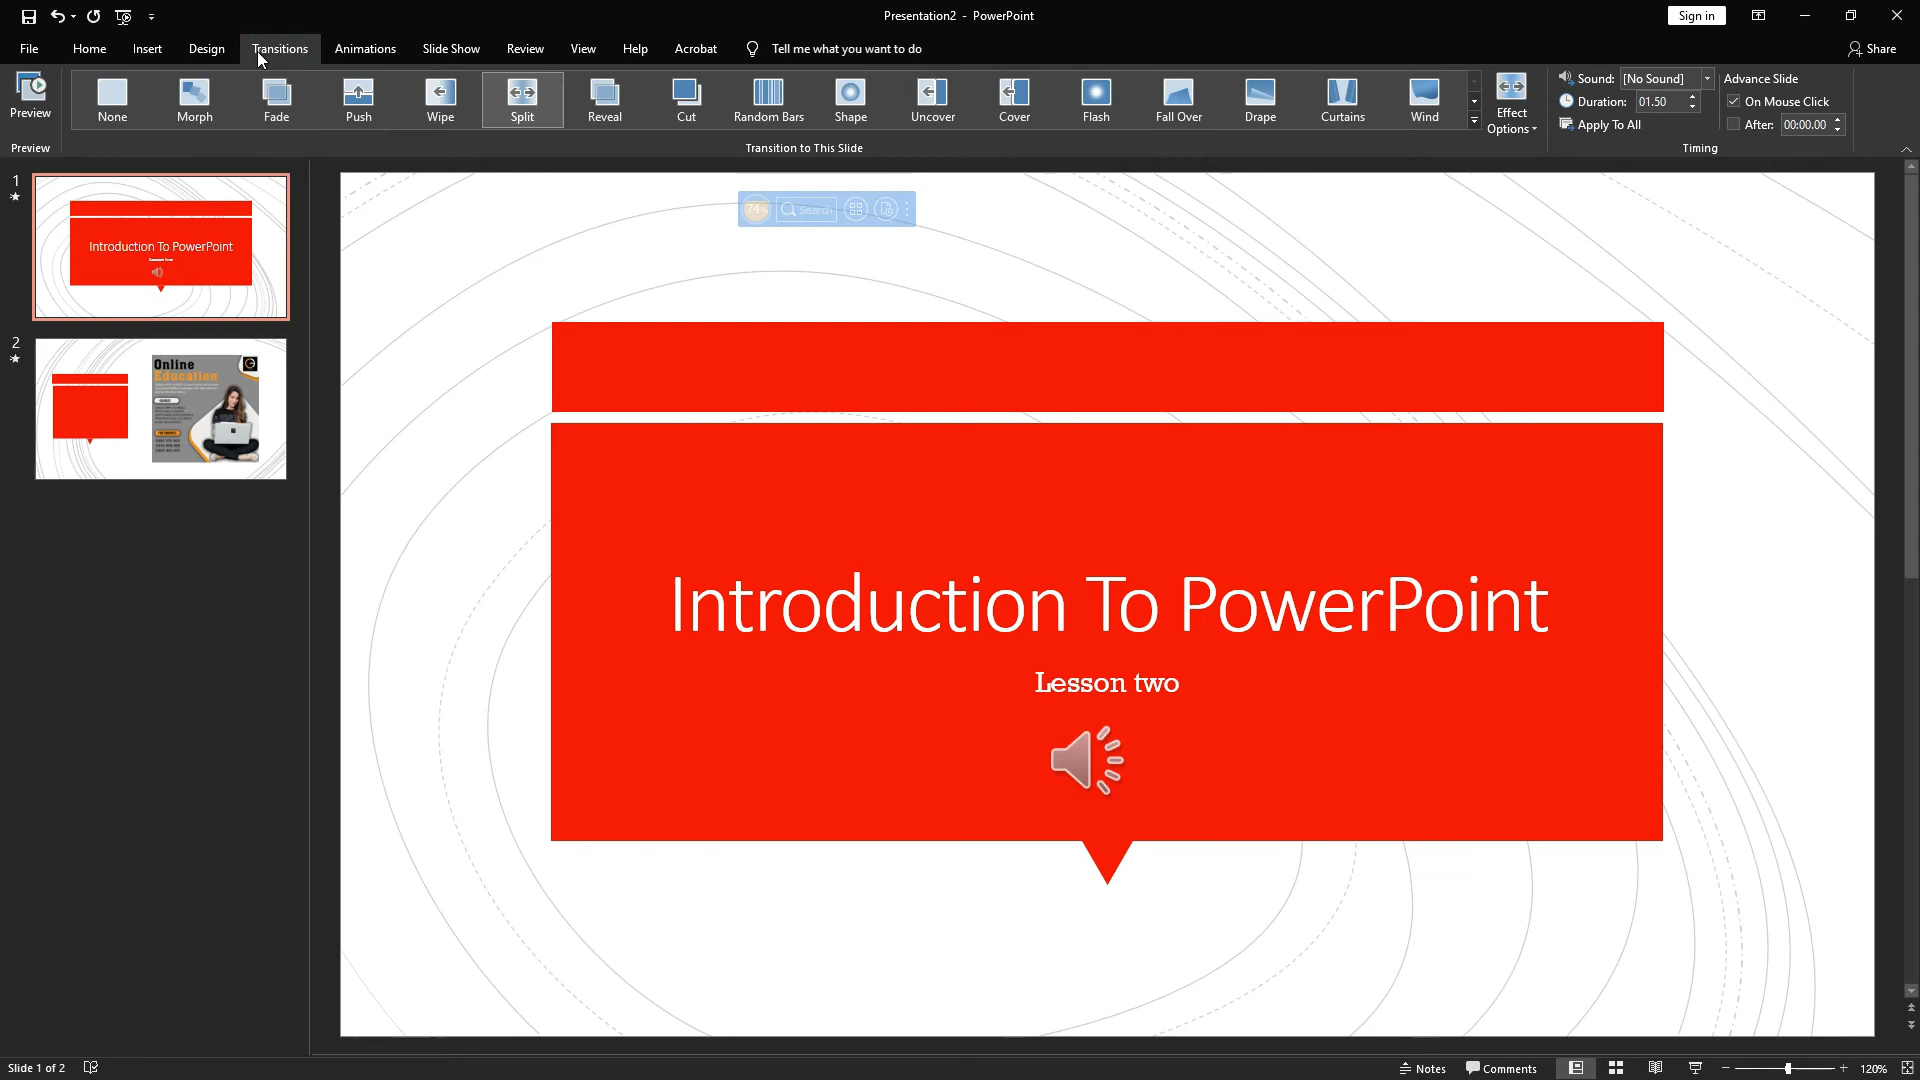 Presentation2 - PowerPoint
Sign in
File Home Insert Design Transitions Animations Slide Show Review View Help Acrobat Tell me what you want to do
Share
Preview
None Morph Fade Push Wipe Split Reveal Cut Random Bars Shape Uncover Cover Flash Fall Over Drape Curtains Wind
Effect
Options
Sound: [No Sound]
Duration: 01.50
Apply To All
Advance Slide
On Mouse Click
After: 00:00.00
Preview
Transition to This Slide
Timing
1
Introduction To PowerPoint
2
Online
Education
74%
Search
Introduction To PowerPoint
Lesson two
Slide 1 of 2
Notes
Comments
120%